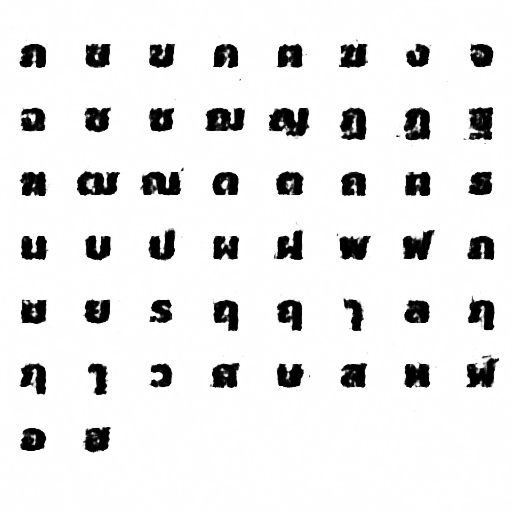 ก ข ฃ ค ฅ ฆ ง จ
ฉ ช ซ ฌ ญ ฎ ฏ ฐ
ฑ ฒ ณ ด ต ถ ท ธ
น บ ป ผ ฝ พ ฟ ภ
ม ย ร ฤ ฤ ๅ ล ฦ
ฦ ๅ ว ศ ษ ส ห ฬ
อ ฮ